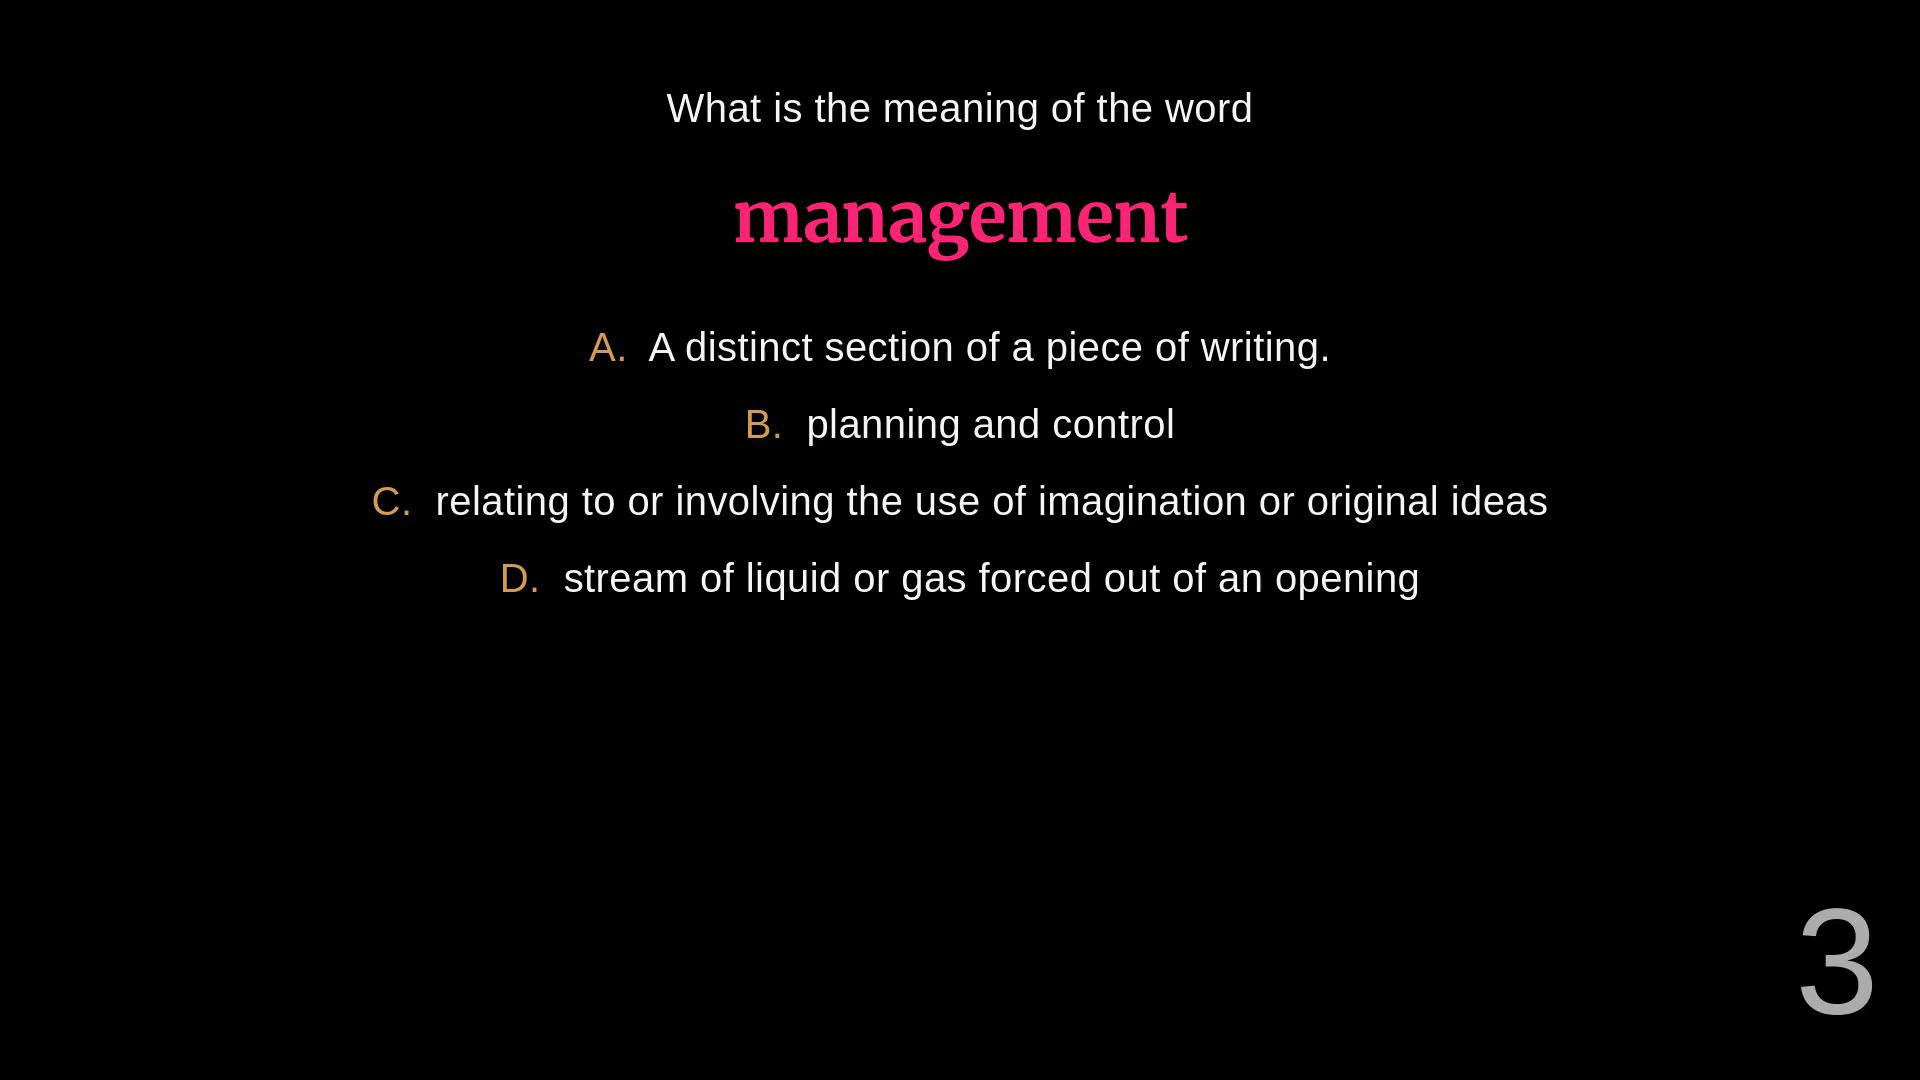 What is the meaning of the word
management
A. A distinct section of a piece of writing.
B. planning and control
C. relating to or involving the use of imagination or original ideas
D. stream of liquid or gas forced out of an opening
3